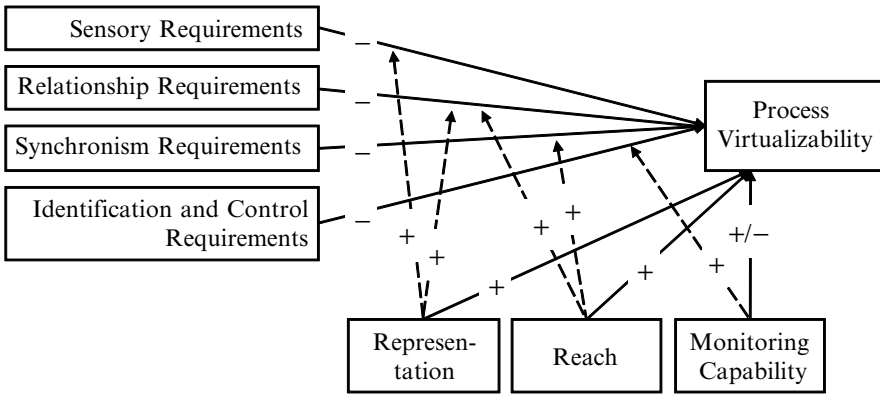 Sensory Requirements
−
Relationship Requirements
−
Process
Virtualizability
Synchronism Requirements
−
Identification and Control
Requirements
−
+
+
+
+
+
+
+
+/−
Represen-
tation
Reach
Monitoring
Capability